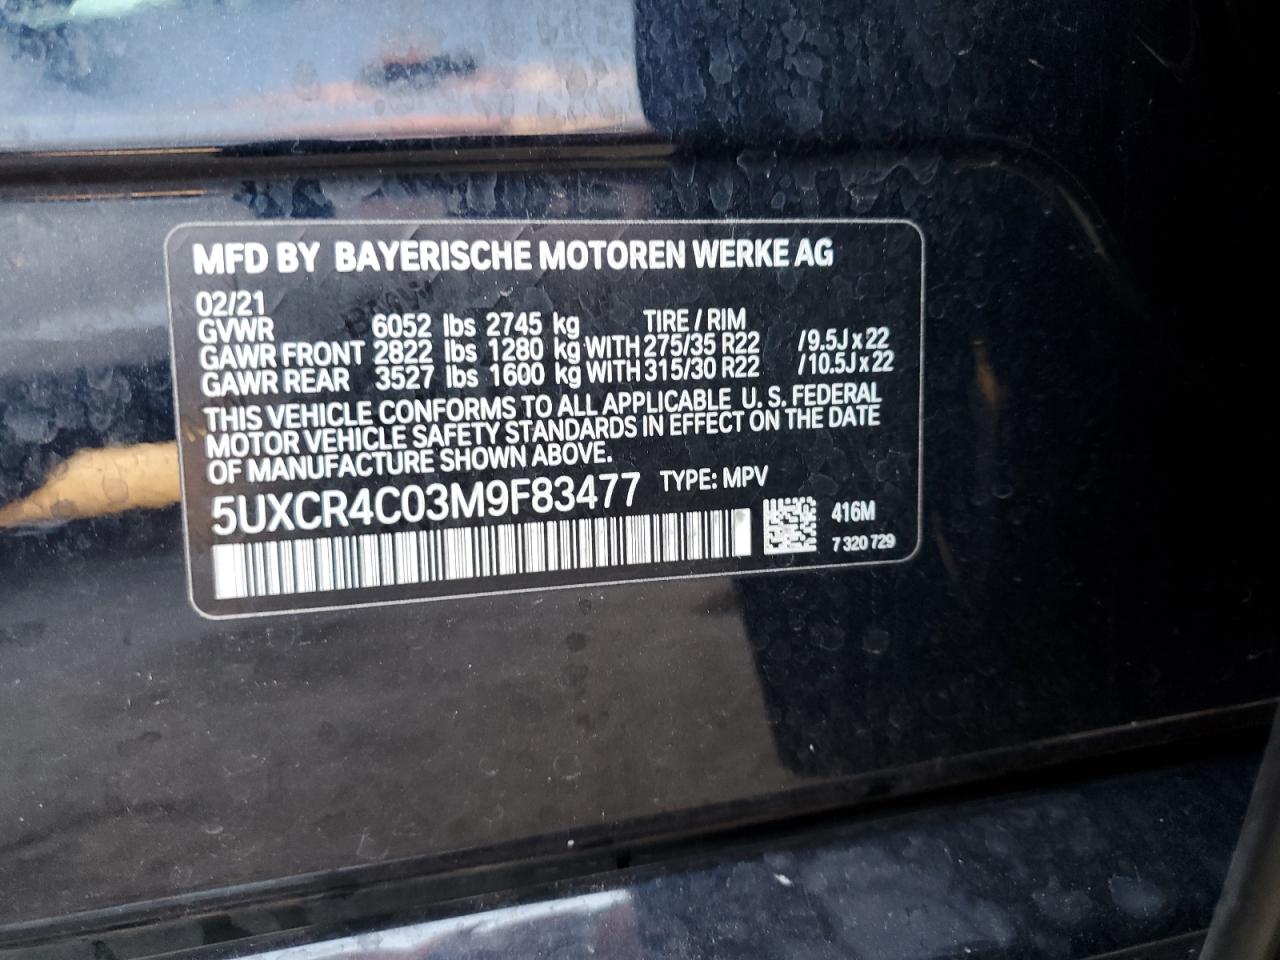 MFD BY BAYERISCHE MOTOREN WERKE AG
02/21
GVWR 6052 lbs 2745 kg TIRE / RIM
GAWR FRONT 2822 lbs 1280 kg WITH 275/35 R22 /9.5J x 22
GAWR REAR 3527 lbs 1600 kg WITH 315/30 R22 /10.5J x 22
THIS VEHICLE CONFORMS TO ALL APPLICABLE U. S. FEDERAL
MOTOR VEHICLE SAFETY STANDARDS IN EFFECT ON THE DATE
OF MANUFACTURE SHOWN ABOVE.
5UXCR4C03M9F83477 TYPE: MPV
416M
7 320 729